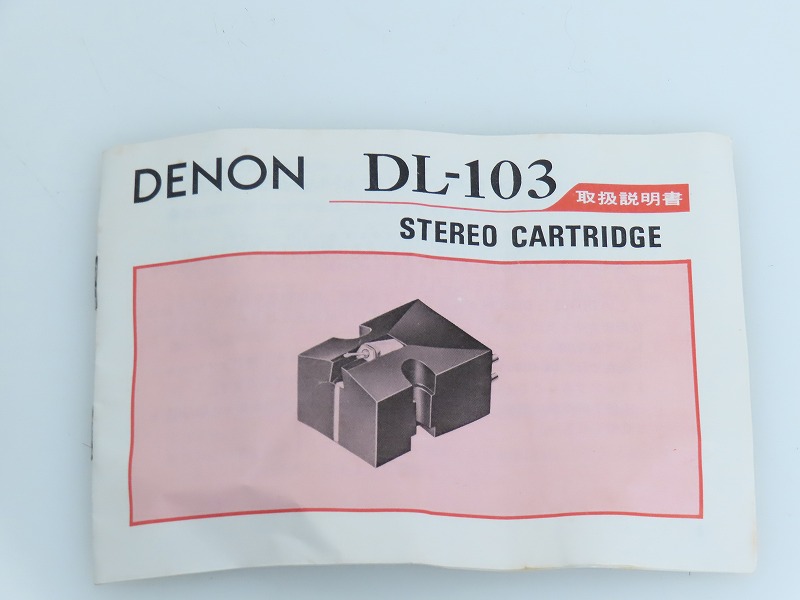 DENON DL-103 取扱説明書
STEREO CARTRIDGE